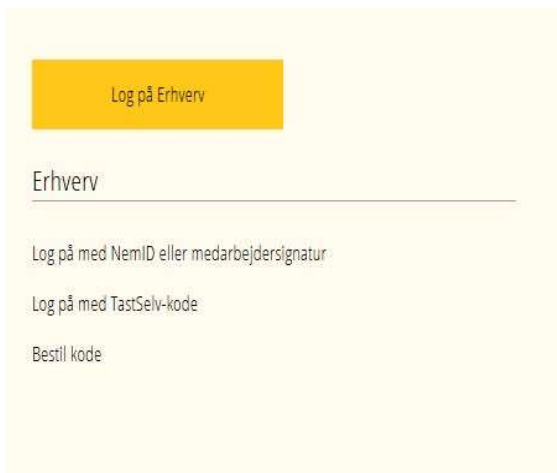 Log på Erhverv
Erhverv
Log på med NemID eller medarbejdersignatur
Log på med TastSelv-kode
Bestil kode